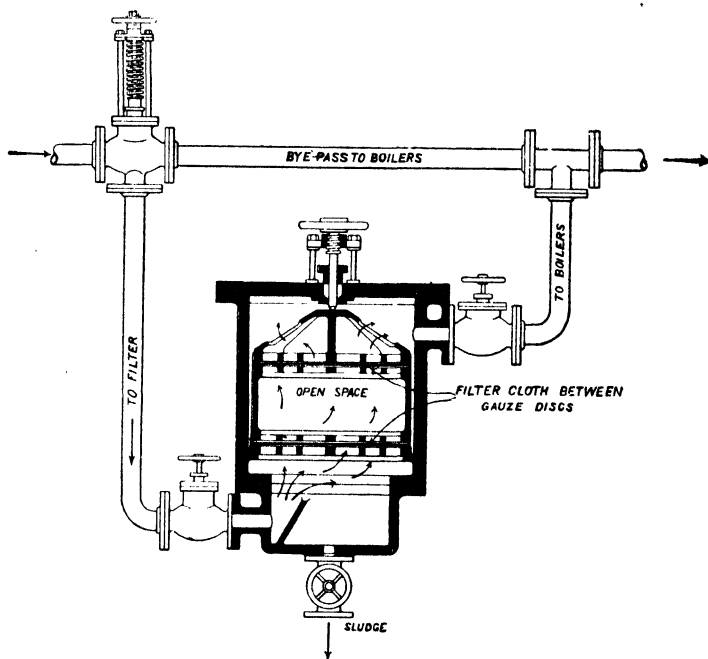 BYE-PASS TO BOILERS
TO BOILERS
TO FILTER
OPEN SPACE
FILTER CLOTH BETWEEN
GAUZE DISCS
SLUDGE